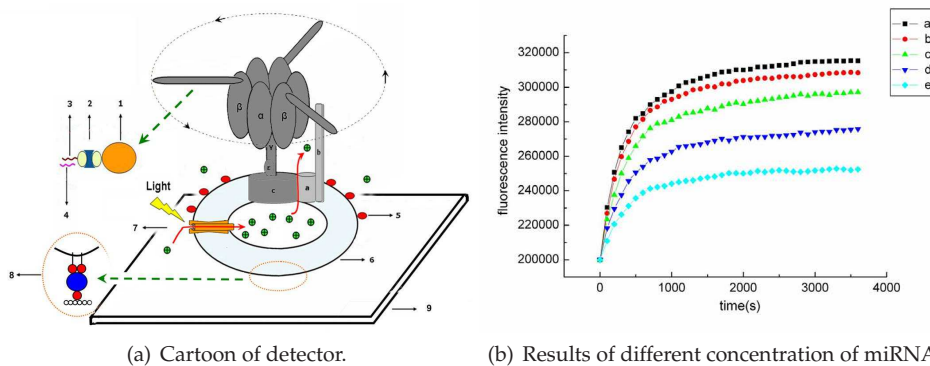 3 2 1
β α β
γ
ε
b
a
c
4
Light
5
7
6
8
9
a
b
c
d
e
320000
300000
280000
260000
240000
220000
200000
fluorescence intensity
0 1000 2000 3000 4000
time(s)
(a) Cartoon of detector.
(b) Results of different concentration of miRNA